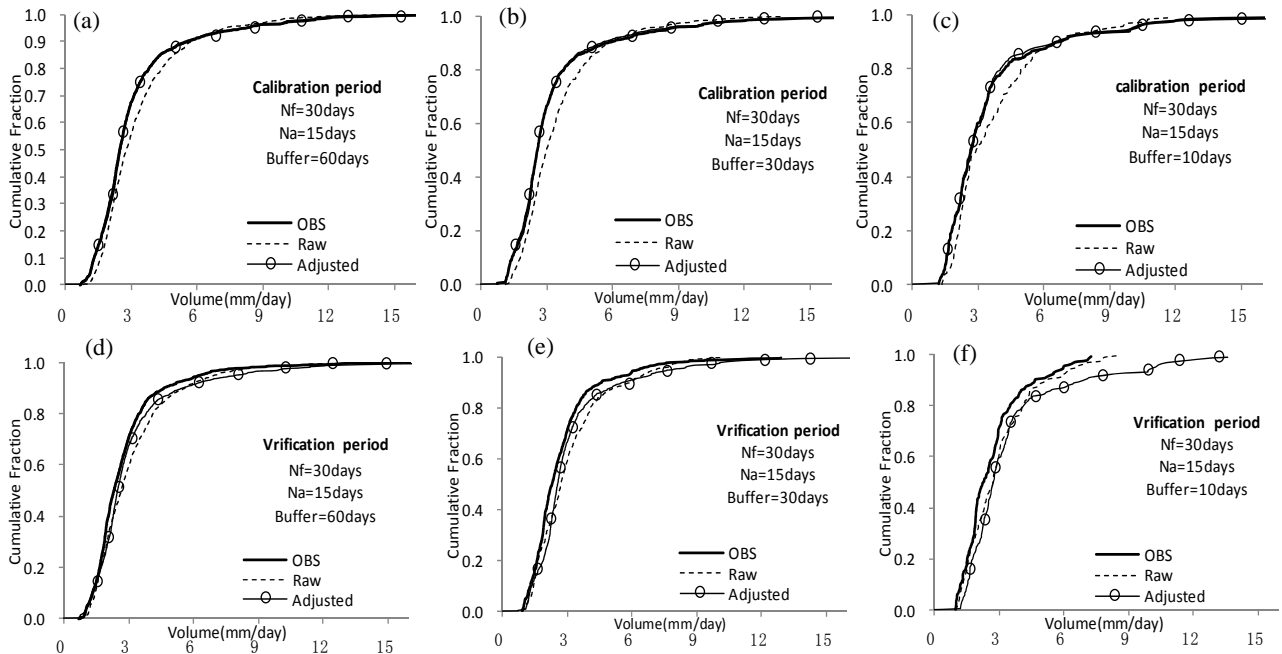 (a)
1.0
0.9
0.8
0.7
0.6
0.5
0.4
0.3
0.2
0.1
0.0
Cumulative Fraction
Calibration period
Nf=30days
Na=15days
Buffer=60days
OBS
Raw
Adjusted
Volume(mm/day)
0 3 6 9 12 15
(b)
1.0
0.8
0.6
0.4
0.2
0.0
Cumulative Fraction
Calibration period
Nf=30days
Na=15days
Buffer=30days
OBS
Raw
Adjusted
Volume(mm/day)
0 3 6 9 12 15
(c)
1.0
0.9
0.8
0.7
0.6
0.5
0.4
0.3
0.2
0.1
0.0
Cumulative Fraction
calibration period
Nf=30days
Na=15days
Buffer=10days
OBS
Raw
Adjusted
Volume(mm/day)
0 3 6 9 12 15
(d)
1.0
0.8
0.6
0.4
0.2
0.0
Cumulative Fraction
Vrification period
Nf=30days
Na=15days
Buffer=60days
OBS
Raw
Adjusted
Volume(mm/day)
0 3 6 9 12 15
(e)
1.0
0.8
0.6
0.4
0.2
0.0
Cumulative Fraction
Vrification period
Nf=30days
Na=15days
Buffer=30days
OBS
Raw
Adjusted
Volume(mm/day)
0 3 6 9 12 15
(f)
1.0
0.8
0.6
0.4
0.2
0.0
Cumulative Fraction
Vrification period
Nf=30days
Na=15days
Buffer=10days
OBS
Raw
Adjusted
Volume(mm/day)
0 3 6 9 12 15